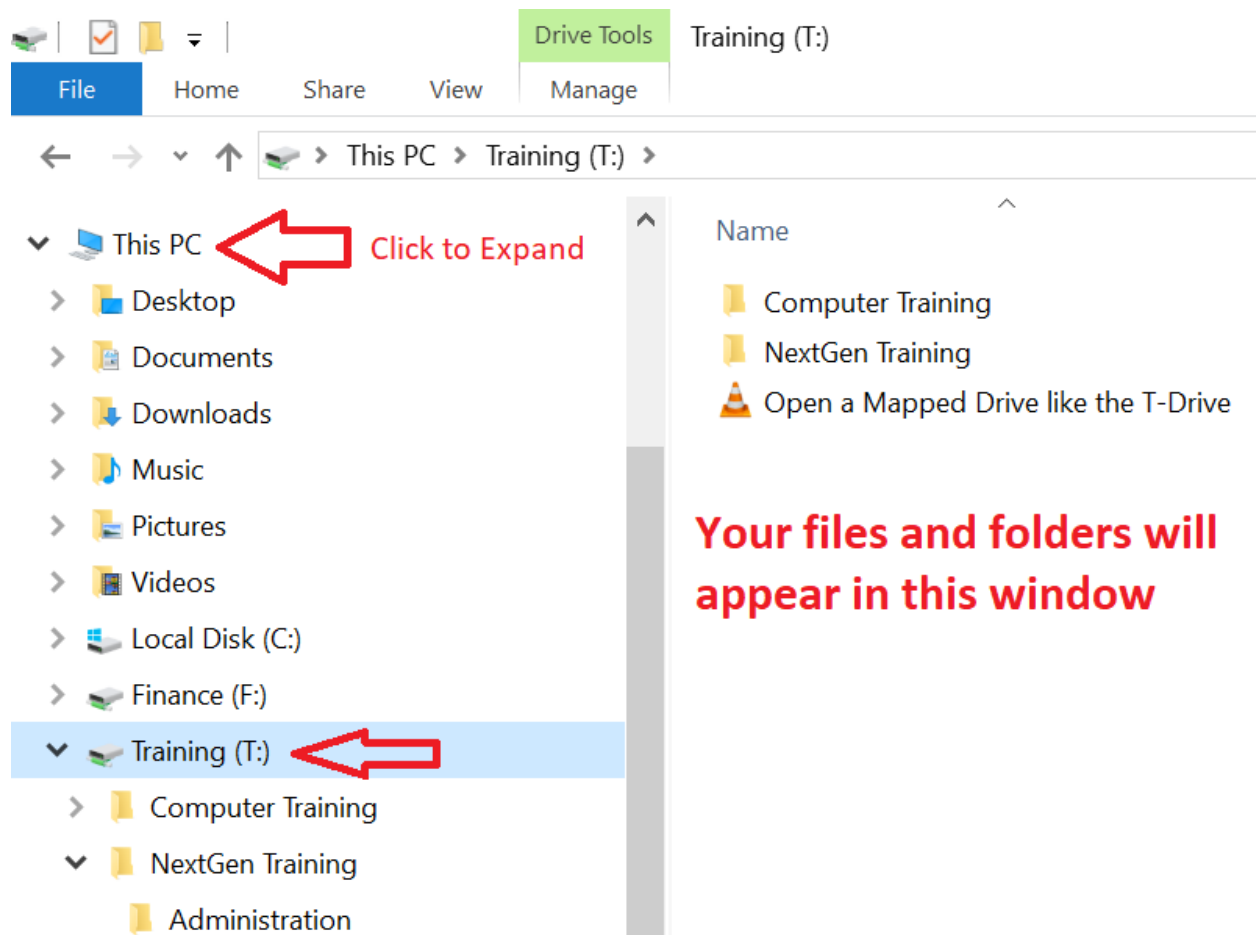 Drive Tools Training (T:)
File Home Share View Manage
This PC Training (T:)
This PC Click to Expand
Desktop
Documents
Downloads
Music
Pictures
Videos
Local Disk (C:)
Finance (F:)
Training (T:)
Computer Training
NextGen Training
Administration
Name
Computer Training
NextGen Training
Open a Mapped Drive like the T-Drive
Your files and folders will
appear in this window